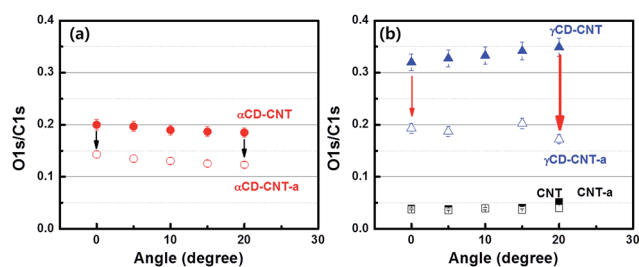 (a)
O1s/C1s
0.4
0.3
0.2
0.1
0.0
αCD-CNT
αCD-CNT-a
0 10 20 30
Angle (degree)
(b)
0.4
0.3
0.2
0.1
0.0
O1s/C1s
γCD-CNT
γCD-CNT-a
CNT CNT-a
0 10 20 30
Angle (degree)